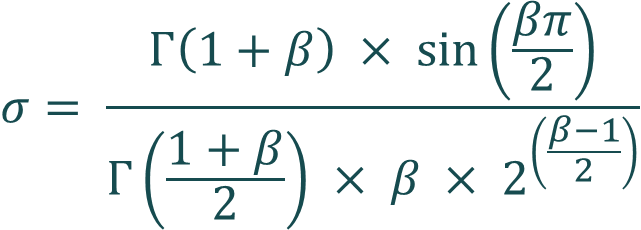 σ = Γ(1 + β) × sin(βπ/2) / Γ((1 + β)/2) × β × 2^((β−1)/2)